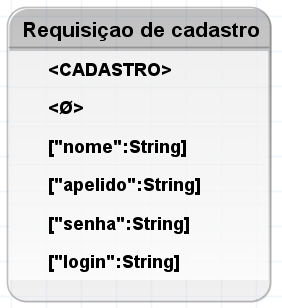 Requisiçao de cadastro
<CADASTRO>
<Ø>
["nome":String]
["apelido":String]
["senha":String]
["login":String]